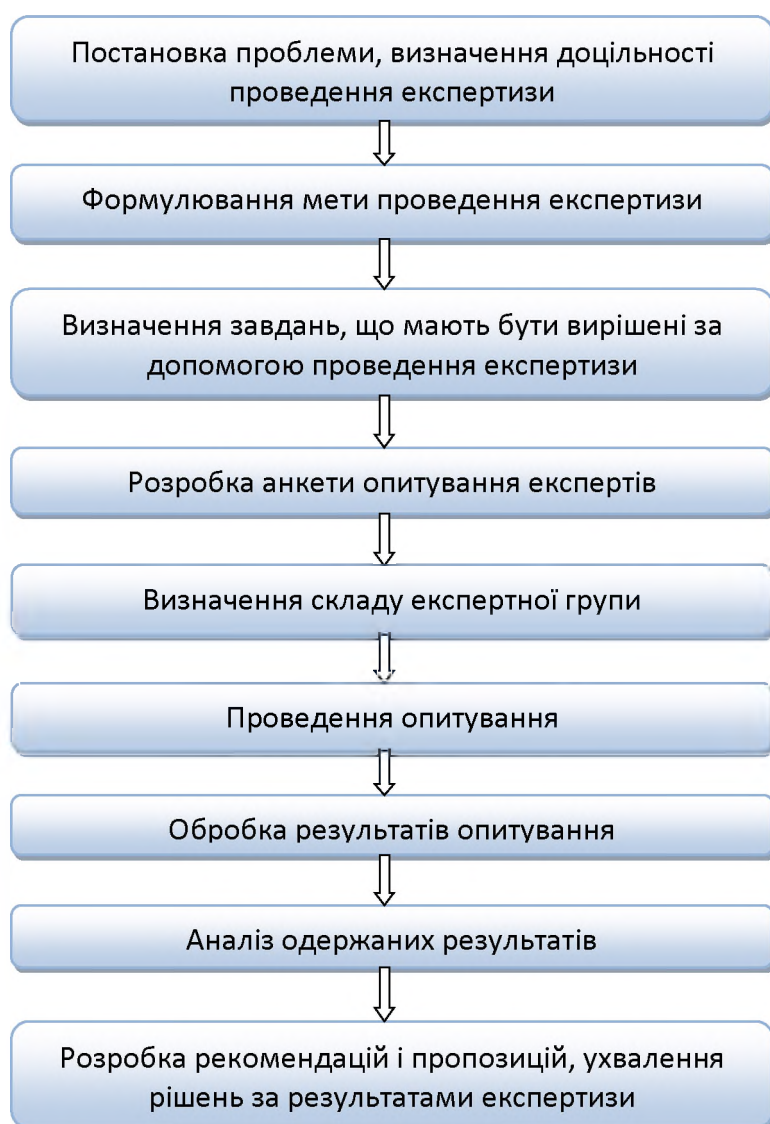 Постановка проблеми, визначення доцільності
проведення експертизи
Формулювання мети проведення експертизи
Визначення завдань, що мають бути вирішені за
допомогою проведення експертизи
Розробка анкети опитування експертів
Визначення складу експертної групи
Проведення опитування
Обробка результатів опитування
Аналіз одержаних результатів
Розробка рекомендацій і пропозицій, ухвалення
рішень за результатами експертизи